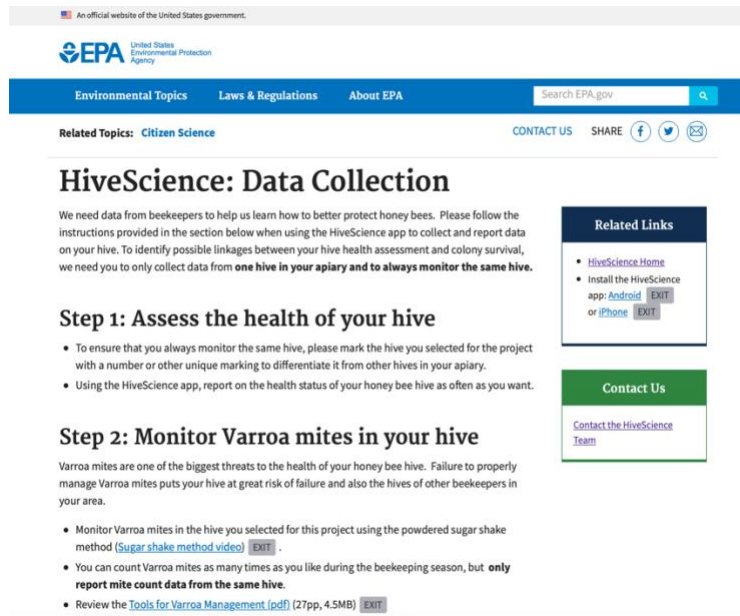 An official website of the United States government.
EPA
United States
Environmental Protection
Agency
Environmental Topics Laws & Regulations About EPA Search EPA.gov
Related Topics: Citizen Science CONTACT US SHARE
HiveScience: Data Collection
We need data from beekeepers to help us learn how to better protect honey bees. Please follow the
instructions provided in the section below when using the HiveScience app to collect and report data
on your hive. To identify possible linkages between your hive health assessment and colony survival,
we need you to only collect data from one hive in your apiary and to always monitor the same hive.
Step 1: Assess the health of your hive
• To ensure that you always monitor the same hive, please mark the hive you selected for the project
with a number or other unique marking to differentiate it from other hives in your apiary.
• Using the HiveScience app, report on the health status of your honey bee hive as often as you want.
Step 2: Monitor Varroa mites in your hive
Varroa mites are one of the biggest threats to the health of your honey bee hive. Failure to properly
manage Varroa mites puts your hive at great risk of failure and also the hives of other beekeepers in
your area.
• Monitor Varroa mites in the hive you selected for this project using the powdered sugar shake
method (Sugar shake method video) EXIT .
• You can count Varroa mites as many times as you like during the beekeeping season, but only
report mite count data from the same hive.
• Review the Tools for Varroa Management (pdf) (27pp, 4.5MB) EXIT
Related Links
• HiveScience Home
• Install the HiveScience
app: Android EXIT
or iPhone EXIT
Contact Us
Contact the HiveScience
Team